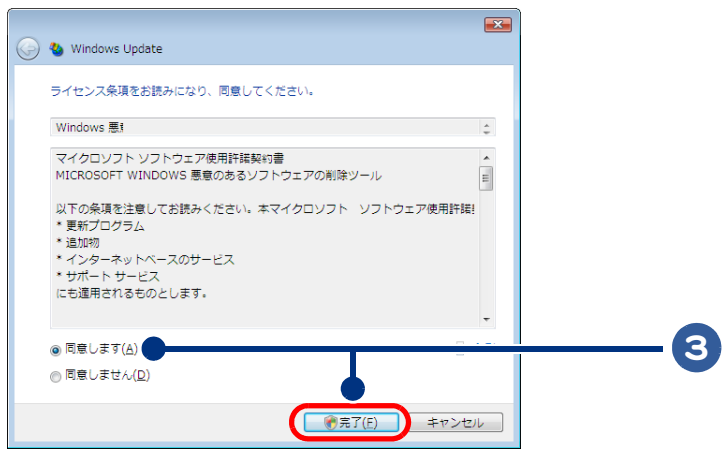 Windows Update
ライセンス条項をお読みになり、同意してください。
Windows 悪
マイクロソフト ソフトウェア使用許諾契約書
MICROSOFT WINDOWS 悪意のあるソフトウェアの削除ツール
以下の条項を注意してお読みください。本マイクロソフト ソフトウェア使用許諾
* 更新プログラム
* 追加物
* インターネットベースのサービス
* サポート サービス
にも適用されるものとします。
同意します(A)
同意しません(D)
3
完了(F) キャンセル